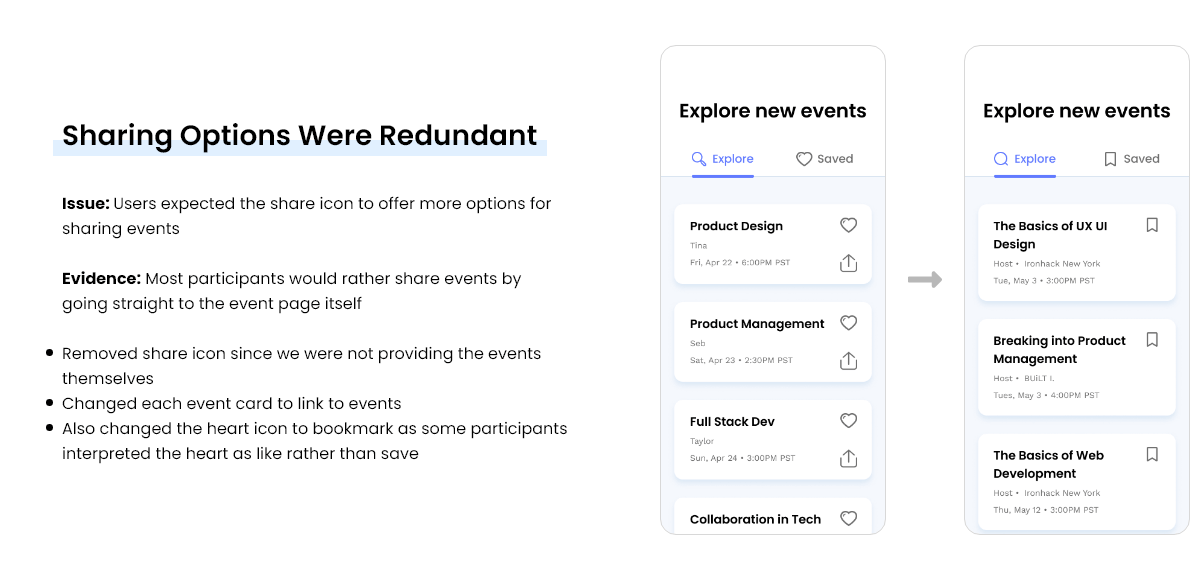 Sharing Options Were Redundant
Issue: Users expected the share icon to offer more options for
sharing events
Evidence: Most participants would rather share events by
going straight to the event page itself
Removed share icon since we were not providing the events
themselves
Changed each event card to link to events
Also changed the heart icon to bookmark as some participants
interpreted the heart as like rather than save
Explore new events
Explore
Saved
Product Design
Tina
Fri, Apr 22 • 6:00PM PST
Product Management
Seb
Sat, Apr 23 • 2:30PM PST
Full Stack Dev
Taylor
Sun, Apr 24 • 3:00PM PST
Collaboration in Tech
Explore new events
Explore
Saved
The Basics of UX UI
Design
Host • Ironhack New York
Tue, May 3 • 3:00PM PST
Breaking into Product
Management
Host • BUiLT I.
Tues, May 3 • 4:00PM PST
The Basics of Web
Development
Host • Ironhack New York
Thu, May 12 • 3:00PM PST